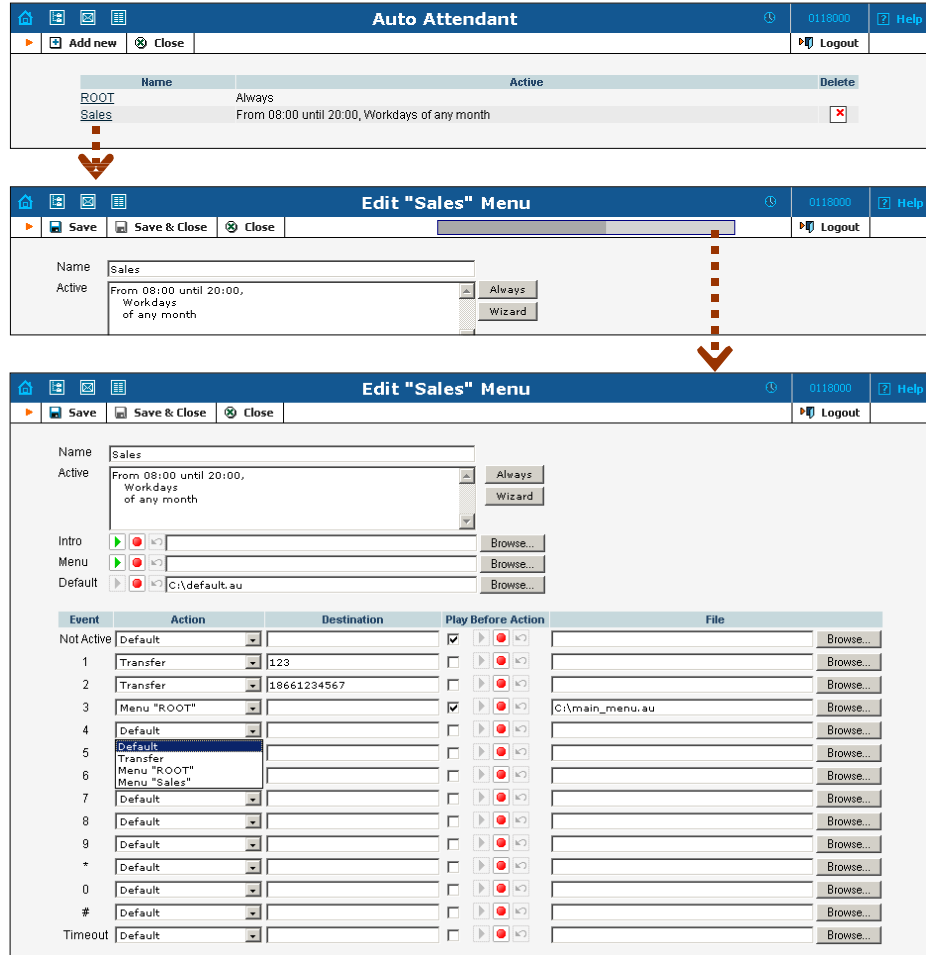 Auto Attendant 0118000 ? Help
Add new Close Logout
Name Active Delete
ROOT Always
Sales From 08:00 until 20:00, Workdays of any month
Edit "Sales" Menu 0118000 ? Help
Save Save & Close Close Logout
Name Sales
Active From 08:00 until 20:00, Always
Workdays Wizard
of any month
Edit "Sales" Menu 0118000 ? Help
Save Save & Close Close Logout
Name Sales
Active From 08:00 until 20:00, Always
Workdays Wizard
of any month
Intro Browse...
Menu Browse...
Default C:\default.au Browse...
Event Action Destination Play Before Action File
Not Active Default Browse...
1 Transfer 123 Browse...
2 Transfer 18661234567 Browse...
3 Menu "ROOT" C:\main_menu.au Browse...
4 Default Browse...
Default
5 Browse...
Transfer
Menu "ROOT"
6 Browse...
Menu "Sales"
7 Default Browse...
8 Default Browse...
9 Default Browse...
* Default Browse...
0 Default Browse...
# Default Browse...
Timeout Default Browse...